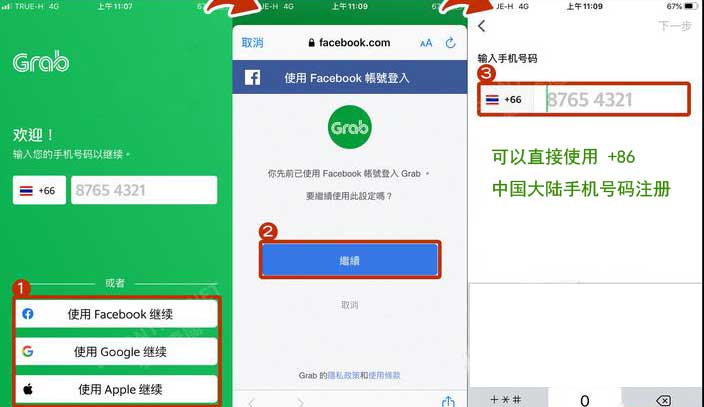 TRUE-H 4G
上午11:07
67%
Grab
欢迎！
输入您的手机号码以继续。
+66
8765 4321
或者
1
使用 Facebook 继续
使用 Google 继续
使用 Apple 继续
4G
上午11:09
取消
facebook.com
AA
使用 Facebook 帳號登入
Grab
你先前已使用 Facebook 帳號登入 Grab。
要繼續使用此設定嗎？
2
繼續
取消
Grab 的隱私政策和使用條款
4G
上午11:09
67%
下一步
输入手机号码
3
+66
8765 4321
可以直接使用 +86
中国大陆手机号码注册
+*#
0